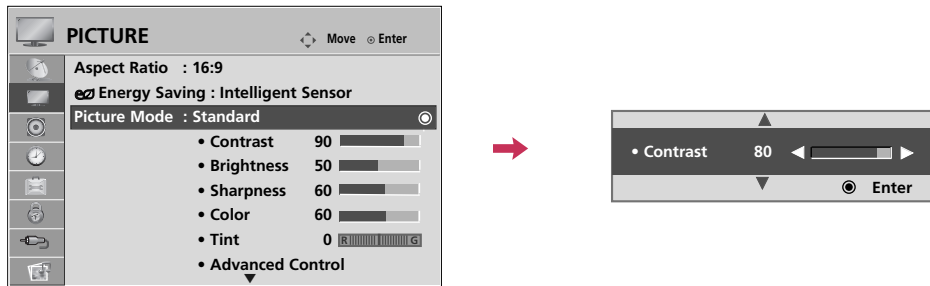 PICTURE
Move Enter
Aspect Ratio : 16:9
Energy Saving : Intelligent Sensor
Picture Mode : Standard
• Contrast 90
• Brightness 50
• Sharpness 60
• Color 60
• Tint 0 R G
• Advanced Control
• Contrast 80
Enter